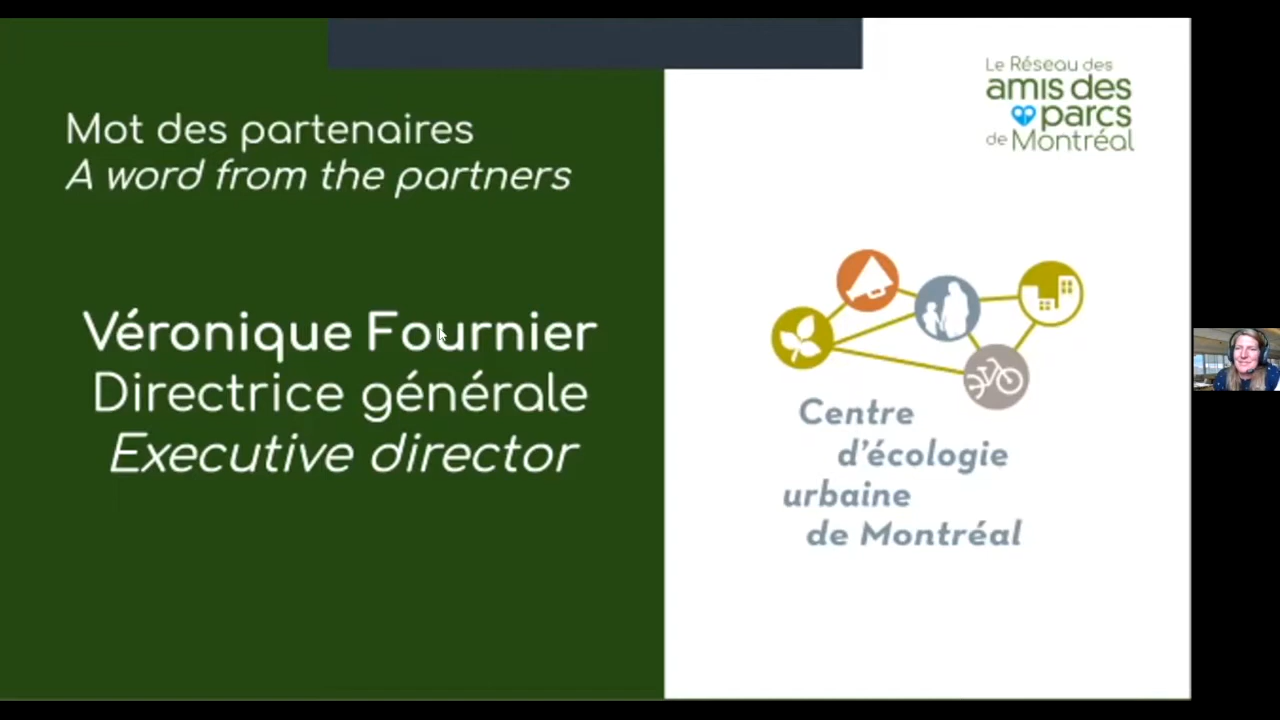 Mot des partenaires
A word from the partners
Véronique Fournier
Directrice générale
Executive director
Le Réseau des
amis des
parcs
de Montréal
Centre
d'écologie
urbaine
de Montréal